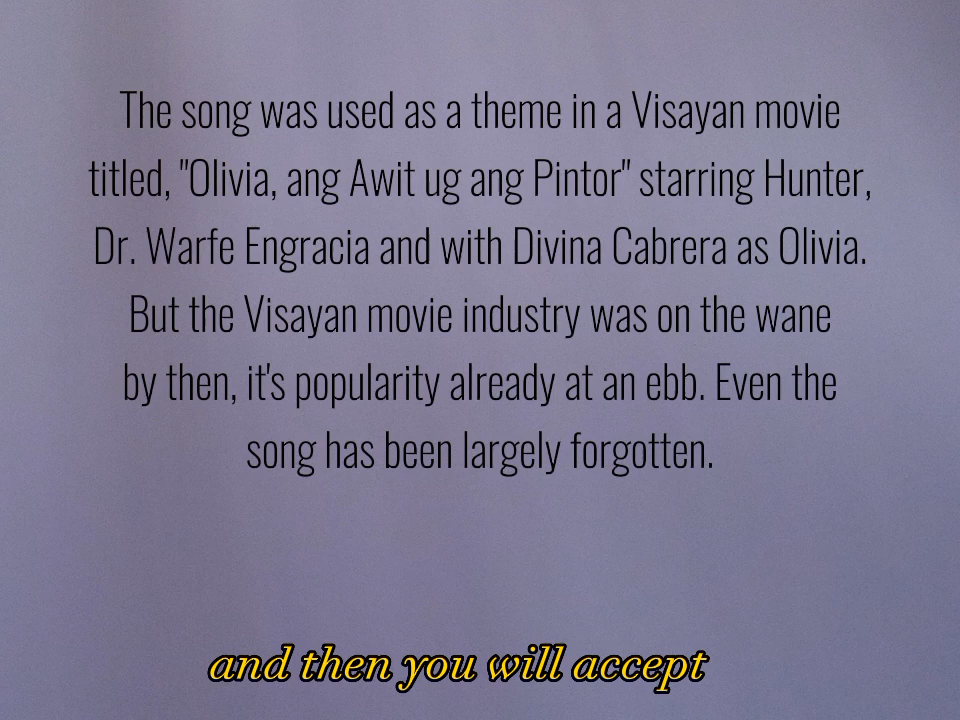 The song was used as a theme in a Visayan movie
titled, "Olivia, ang Awit ug ang Pintor" starring Hunter,
Dr. Warfe Engracia and with Divina Cabrera as Olivia.
But the Visayan movie industry was on the wane
by then, it's popularity already at an ebb. Even the
song has been largely forgotten.
and then you will accept